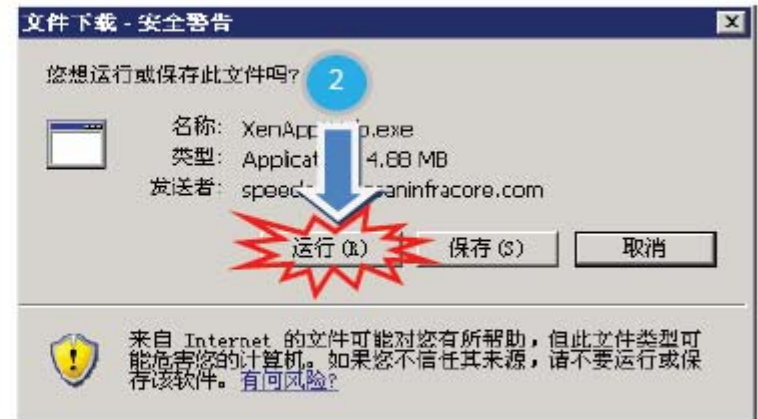 文件下载 - 安全警告
您想运行或保存此文件吗?
2
名称:
类型: 4.88 MB
发送者:
运行(R) 保存(S) 取消
来自 Internet 的文件可能对您有所帮助，但此文件类型可
能危害您的计算机。如果您不信任其来源，请不要运行或保
存该软件。有何风险?